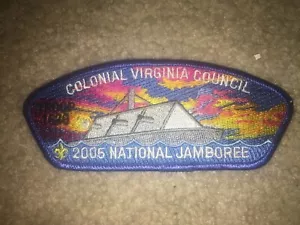 COLONIAL VIRGINIA COUNCIL
2005 NATIONAL JAMBOREE